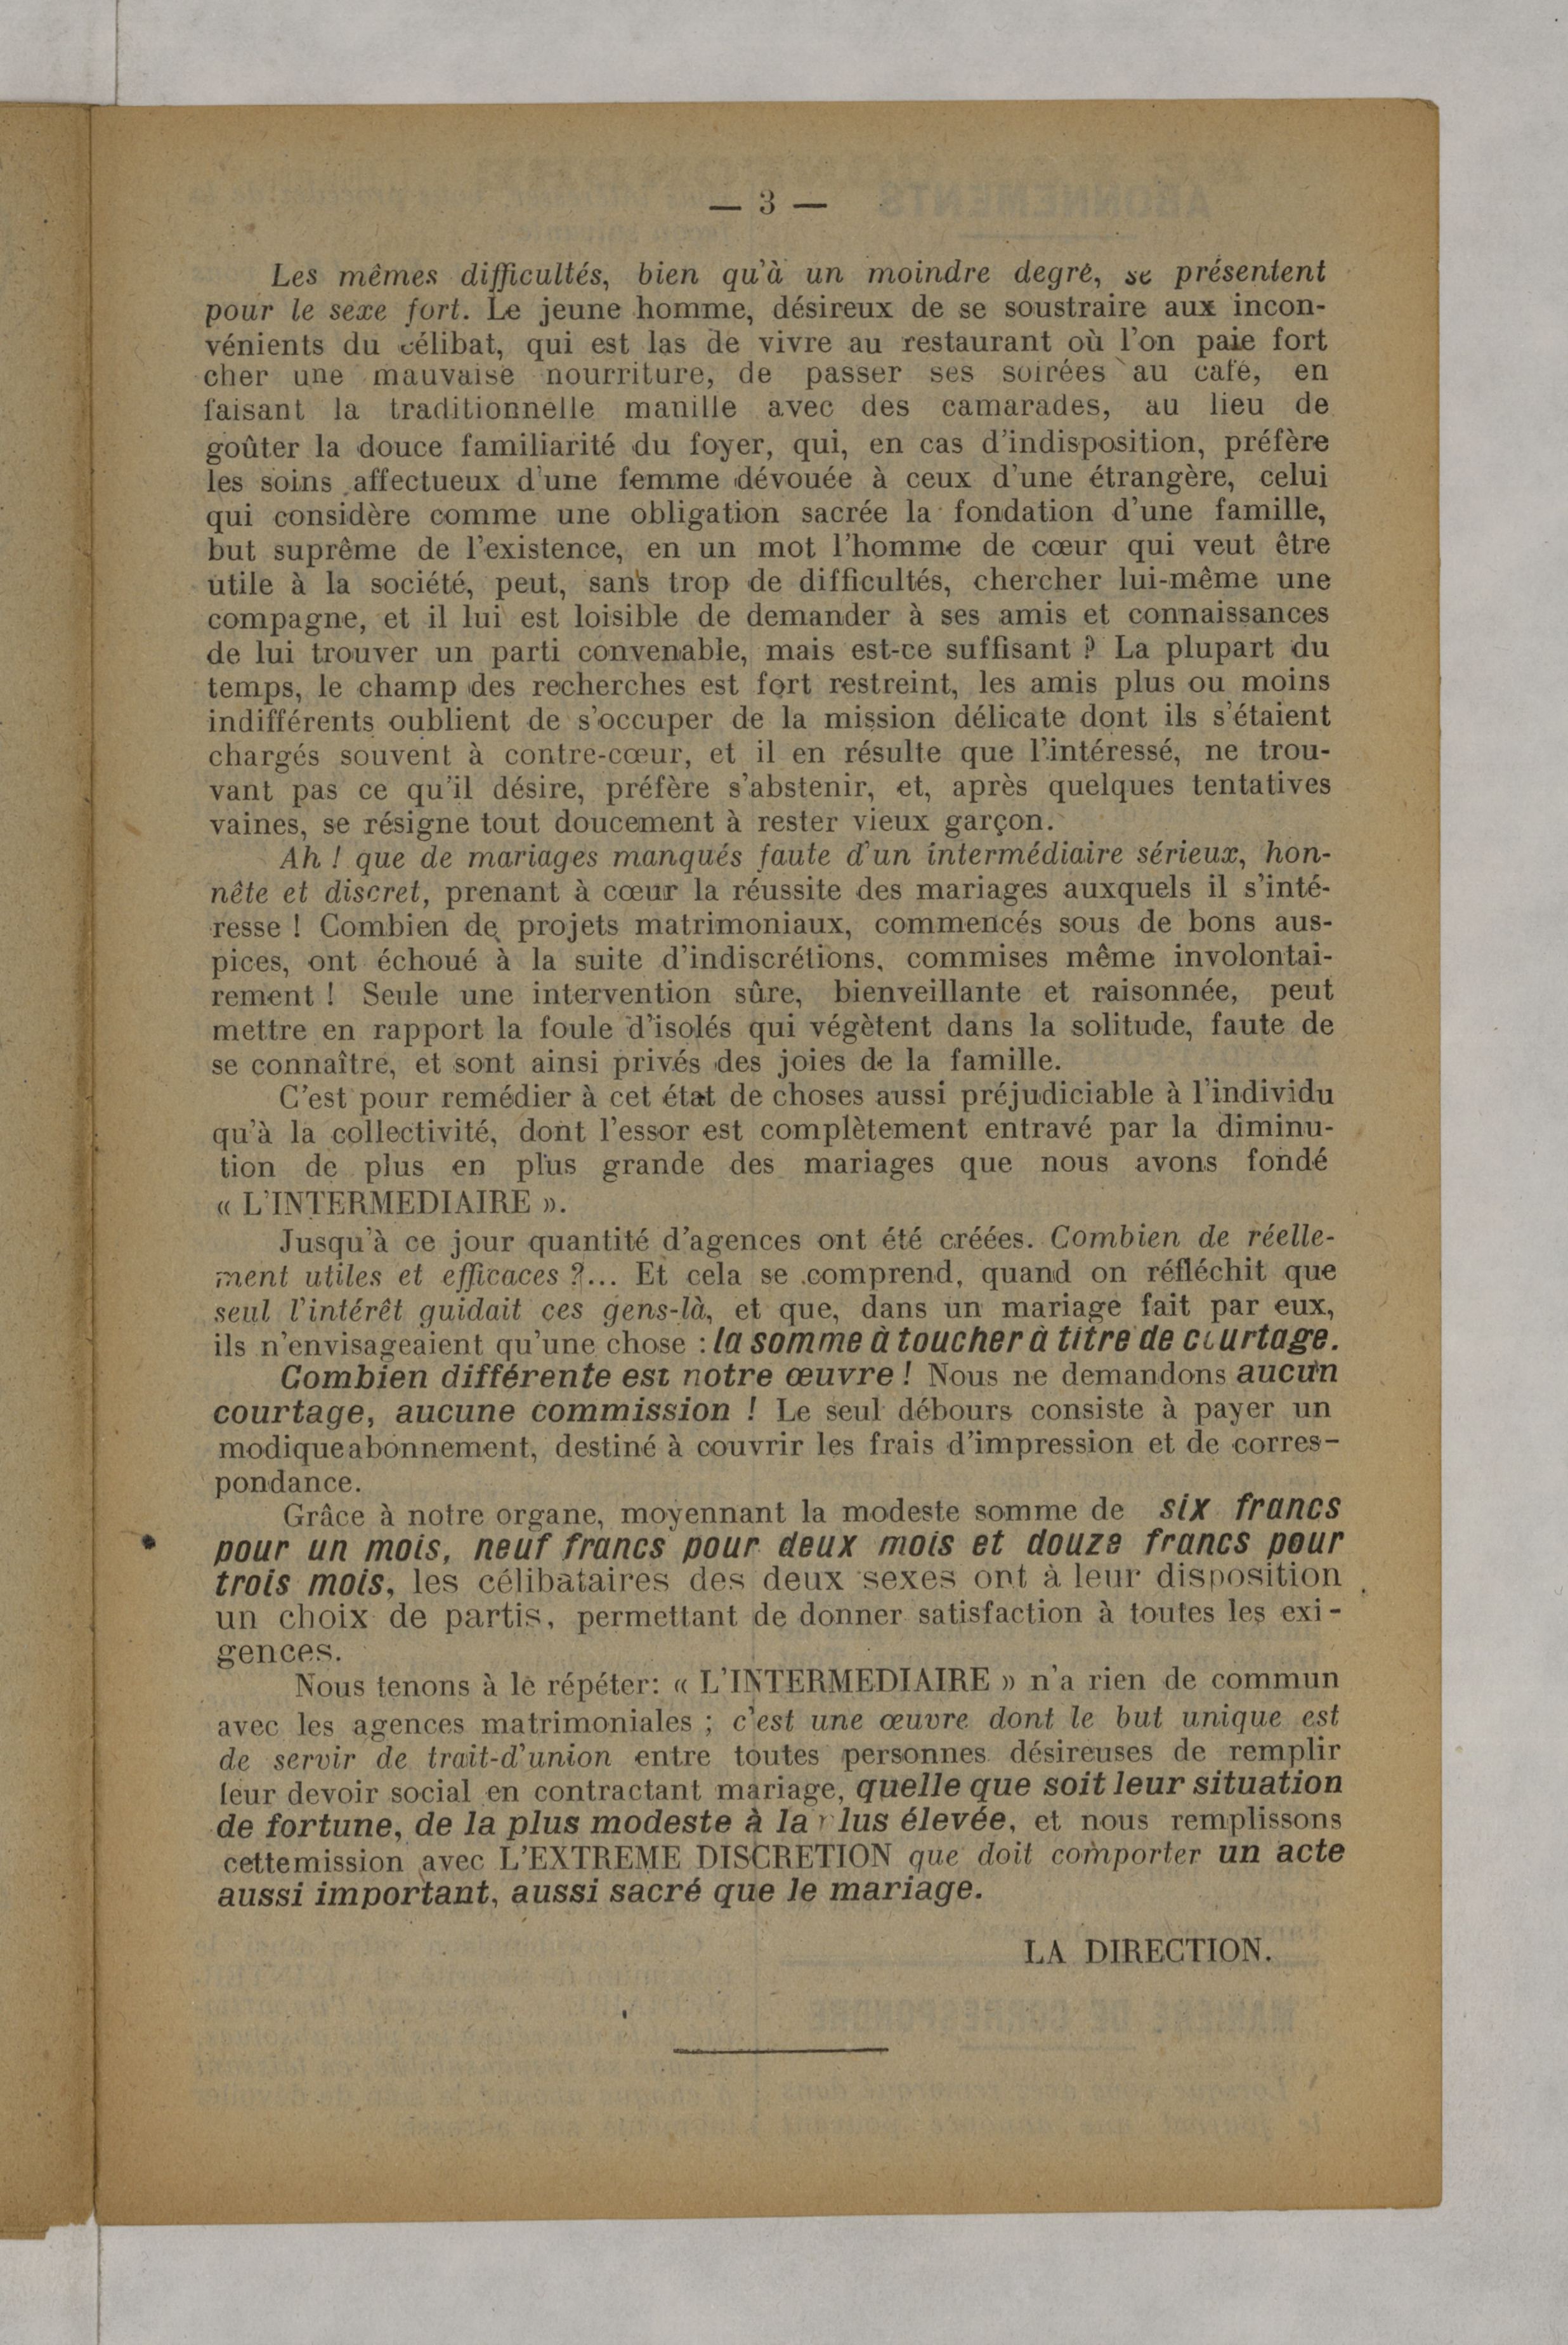 — 3 —
Les mêmes difficultés, bien qu'à un moindre degré, se présentent
pour le sexe fort. Le jeune homme, désireux de se soustraire aux incon-
vénients du célibat, qui est las de vivre au restaurant où l'on paie fort
cher une mauvaise nourriture, de passer ses soirées au café, en
faisant la traditionnelle manille avec des camarades, au lieu de
goûter la douce familiarité du foyer, qui, en cas d'indisposition, préfère
les soins affectueux d'une femme dévouée à ceux d'une étrangère, celui
qui considère comme une obligation sacrée la fondation d'une famille,
but suprême de l'existence, en un mot l'homme de cœur qui veut être
utile à la société, peut, sans trop de difficultés, chercher lui-même une
compagne, et il lui est loisible de demander à ses amis et connaissances
de lui trouver un parti convenable, mais est-ce suffisant ? La plupart du
temps, le champ des recherches est fort restreint, les amis plus ou moins
indifférents oublient de s'occuper de la mission délicate dont ils s'étaient
chargés souvent à contre-cœur, et il en résulte que l'intéressé, ne trou-
vant pas ce qu'il désire, préfère s'abstenir, et, après quelques tentatives
vaines, se résigne tout doucement à rester vieux garçon.
Ah ! que de mariages manqués faute d'un intermédiaire sérieux, hon-
nête et discret, prenant à cœur la réussite des mariages auxquels il s'inté-
resse ! Combien de projets matrimoniaux, commencés sous de bons aus-
pices, ont échoué à la suite d'indiscrétions, commises même involontai-
rement ! Seule une intervention sûre, bienveillante et raisonnée, peut
mettre en rapport la foule d'isolés qui végètent dans la solitude, faute de
se connaître, et sont ainsi privés des joies de la famille.
C'est pour remédier à cet état de choses aussi préjudiciable à l'individu
qu'à la collectivité, dont l'essor est complètement entravé par la diminu-
tion de plus en plus grande des mariages que nous avons fondé
« L'INTERMEDIAIRE ».
Jusqu'à ce jour quantité d'agences ont été créées. Combien de réelle-
ment utiles et efficaces ?... Et cela se comprend, quand on réfléchit que
seul l'intérêt guidait ces gens-là, et que, dans un mariage fait par eux,
ils n'envisageaient qu'une chose : la somme à toucher à titre de courtage.
Combien différente est notre œuvre ! Nous ne demandons aucun
courtage, aucune commission ! Le seul débours consiste à payer un
modique abonnement, destiné à couvrir les frais d'impression et de corres-
pondance.
Grâce à notre organe, moyennant la modeste somme de six francs
pour un mois, neuf francs pour deux mois et douze francs pour
trois mois, les célibataires des deux sexes ont à leur disposition
un choix de partis, permettant de donner satisfaction à toutes les exi-
gences.
Nous tenons à le répéter: « L'INTERMEDIAIRE » n'a rien de commun
avec les agences matrimoniales ; c'est une œuvre dont le but unique est
de servir de trait-d'union entre toutes personnes désireuses de remplir
leur devoir social en contractant mariage, quelle que soit leur situation
de fortune, de la plus modeste à la plus élevée, et nous remplissons
cette mission avec L'EXTREME DISCRETION que doit comporter un acte
aussi important, aussi sacré que le mariage.
LA DIRECTION.